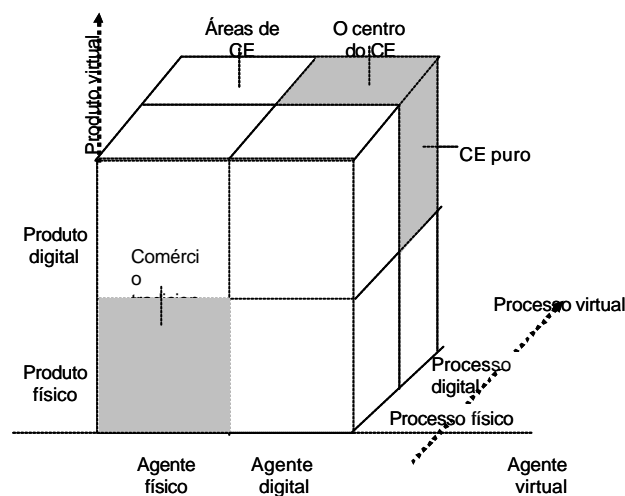 Áreas de
CE
O centro
do CE
Produto virtual
CE puro
Produto
digital
Comérci
o
Processo virtual
Produto
físico
Processo
digital
Processo físico
Agente
físico
Agente
digital
Agente
virtual